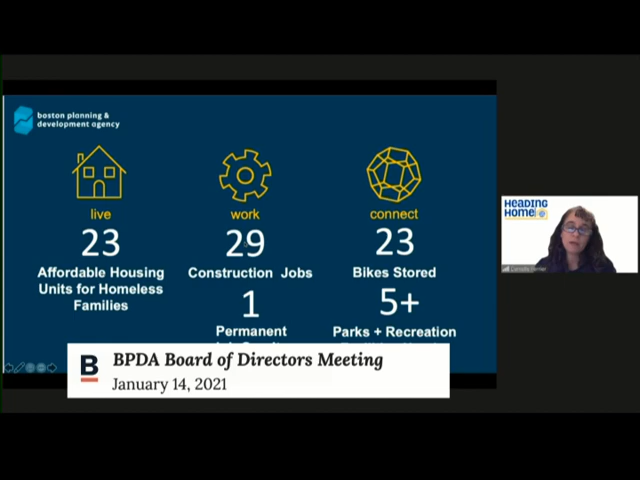 boston planning &
development agency
live
23
Affordable Housing
Units for Homeless
Families
work
29
Construction Jobs
1
Permanent
connect
23
Bikes Stored
5+
Parks + Recreation
HEADING
HOME
B
BPDA Board of Directors Meeting
January 14, 2021